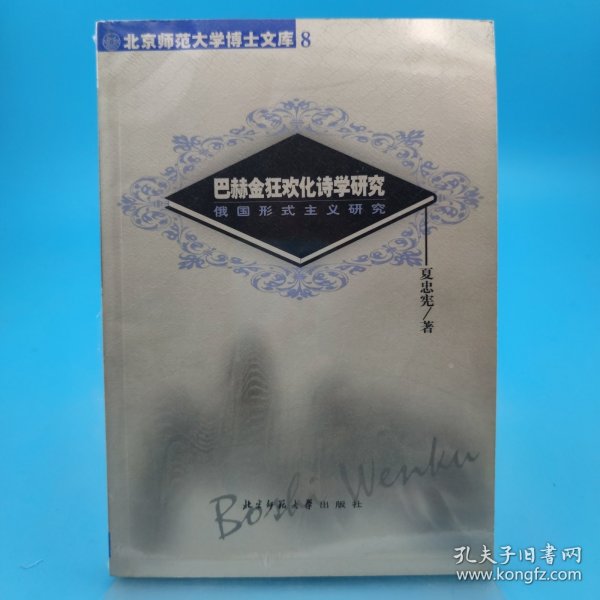 北京师范大学博士文库 8
巴赫金狂欢化诗学研究
俄国形式主义研究
夏忠宪/著
Boshi Wenku
北京师范大学出版社
孔夫子旧书网
www.kongfz.com